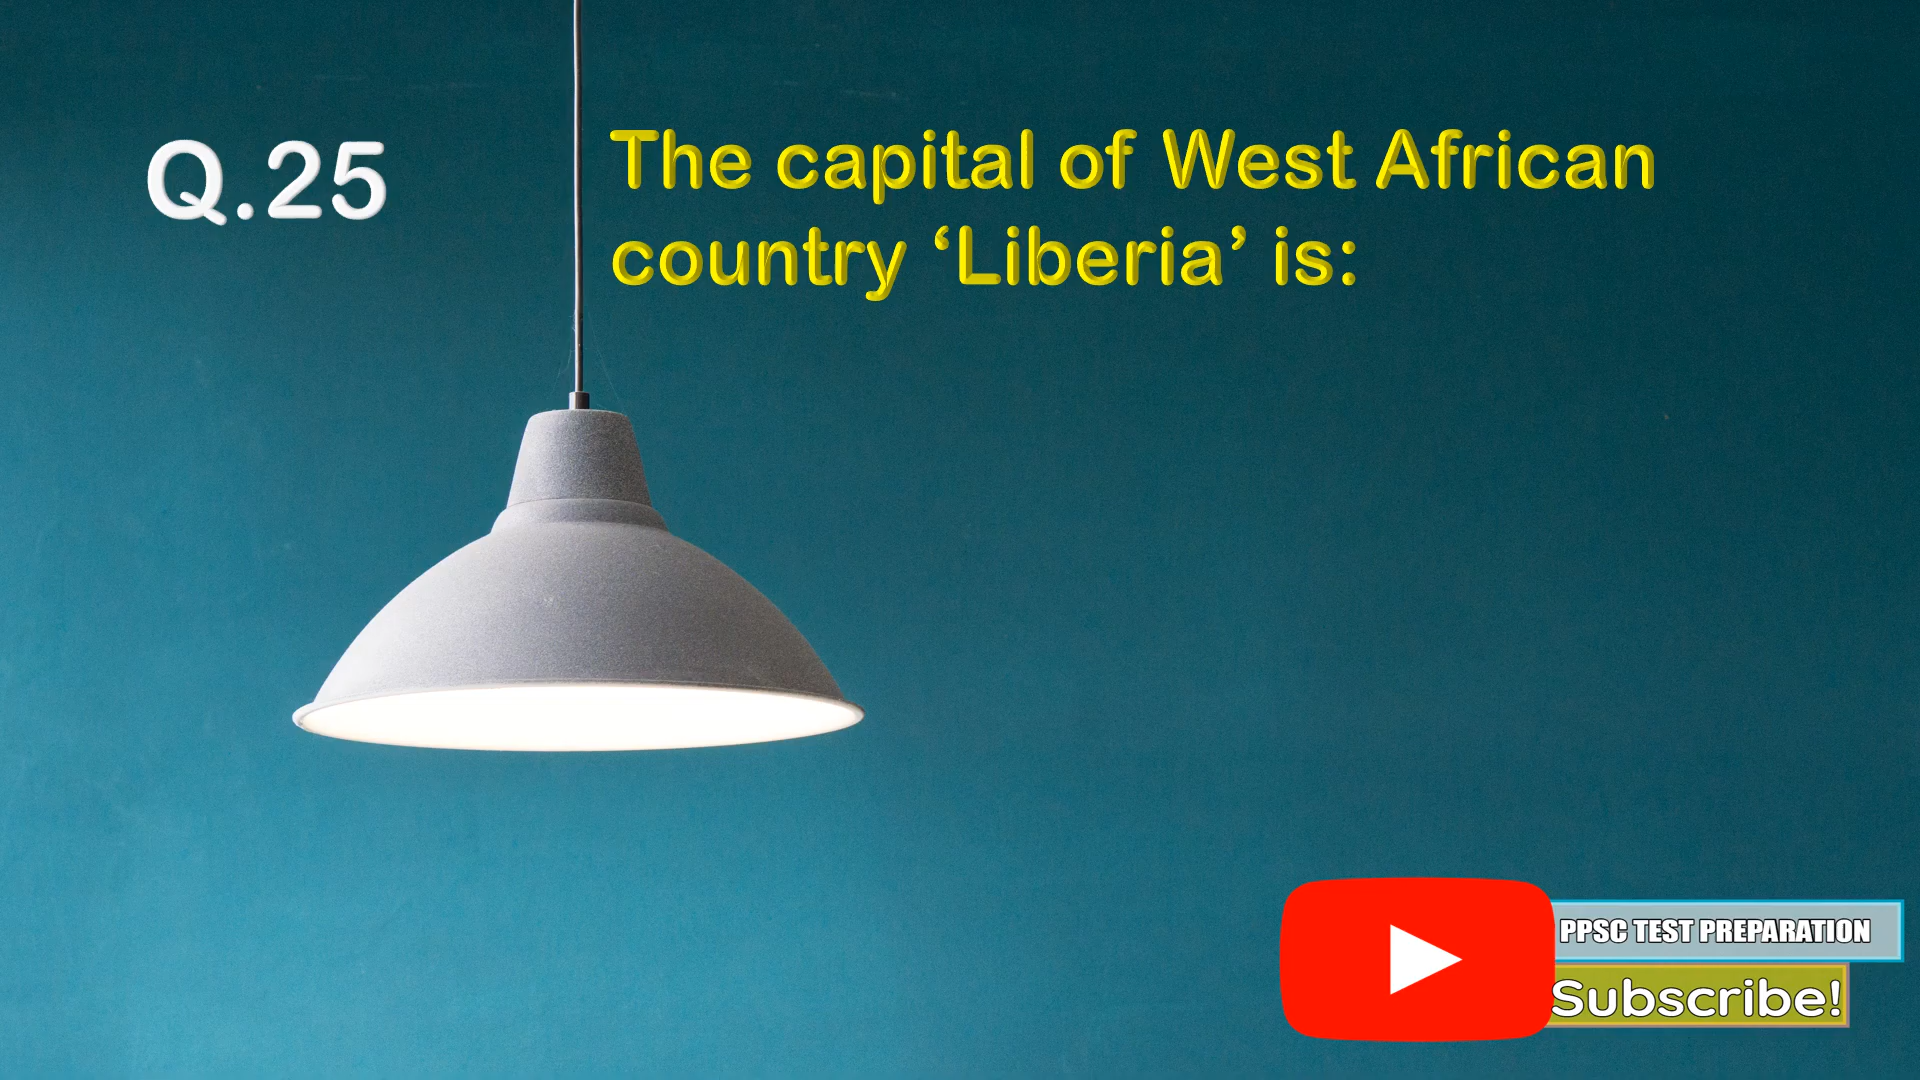 Q.25
The capital of West African
country ‘Liberia’ is:
PPSC TEST PREPARATION
Subscribe!